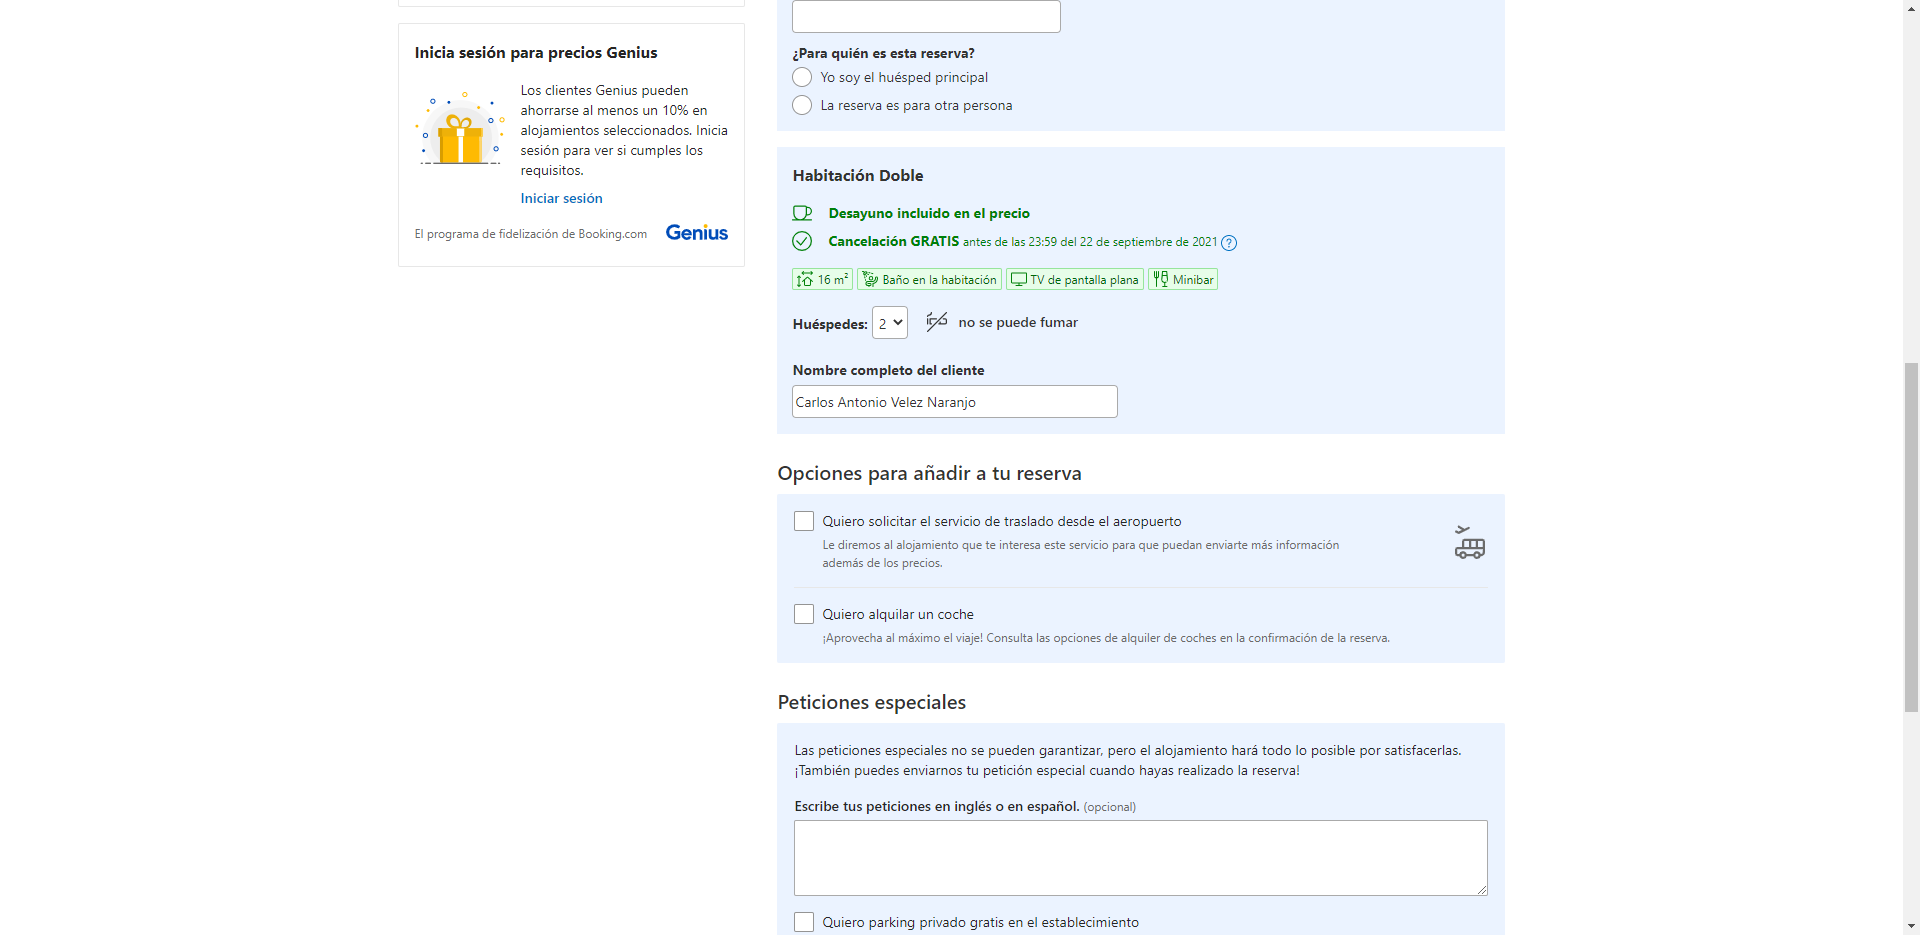 Inicia sesión para precios Genius
Los clientes Genius pueden
ahorrarse al menos un 10% en
alojamientos seleccionados. Inicia
sesión para ver si cumples los
requisitos.
Iniciar sesión
El programa de fidelización de Booking.com Genius
¿Para quién es esta reserva?
Yo soy el huésped principal
La reserva es para otra persona
Habitación Doble
Desayuno incluido en el precio
Cancelación GRATIS antes de las 23:59 del 22 de septiembre de 2021 ?
16 m² Baño en la habitación TV de pantalla plana Minibar
Huéspedes: 2 no se puede fumar
Nombre completo del cliente
Carlos Antonio Velez Naranjo
Opciones para añadir a tu reserva
Quiero solicitar el servicio de traslado desde el aeropuerto
Le diremos al alojamiento que te interesa este servicio para que puedan enviarte más información
además de los precios.
Quiero alquilar un coche
¡Aprovecha al máximo el viaje! Consulta las opciones de alquiler de coches en la confirmación de la reserva.
Peticiones especiales
Las peticiones especiales no se pueden garantizar, pero el alojamiento hará todo lo posible por satisfacerlas.
¡También puedes enviarnos tu petición especial cuando hayas realizado la reserva!
Escribe tus peticiones en inglés o en español. (opcional)
Quiero parking privado gratis en el establecimiento